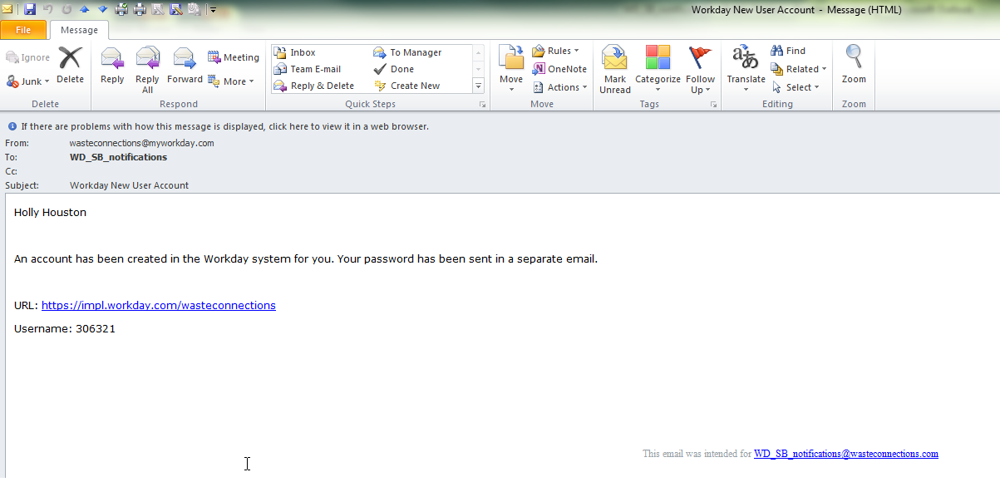 Workday New User Account - Message (HTML)
File Message
Ignore
Junk
Delete
Reply
Reply All
Forward
Meeting
More
Inbox To Manager
Team E-mail Done
Reply & Delete Create New
Move
Rules
OneNote
Actions
Mark Unread
Categorize
Follow Up
Translate
Find
Related
Select
Zoom
Delete Respond Quick Steps Move Tags Editing Zoom
If there are problems with how this message is displayed, click here to view it in a web browser.
From: wasteconnections@myworkday.com
To: WD_SB_notifications
Cc:
Subject: Workday New User Account
Holly Houston
An account has been created in the Workday system for you. Your password has been sent in a separate email.
URL: https://impl.workday.com/wasteconnections
Username: 306321
This email was intended for WD_SB_notifications@wasteconnections.com